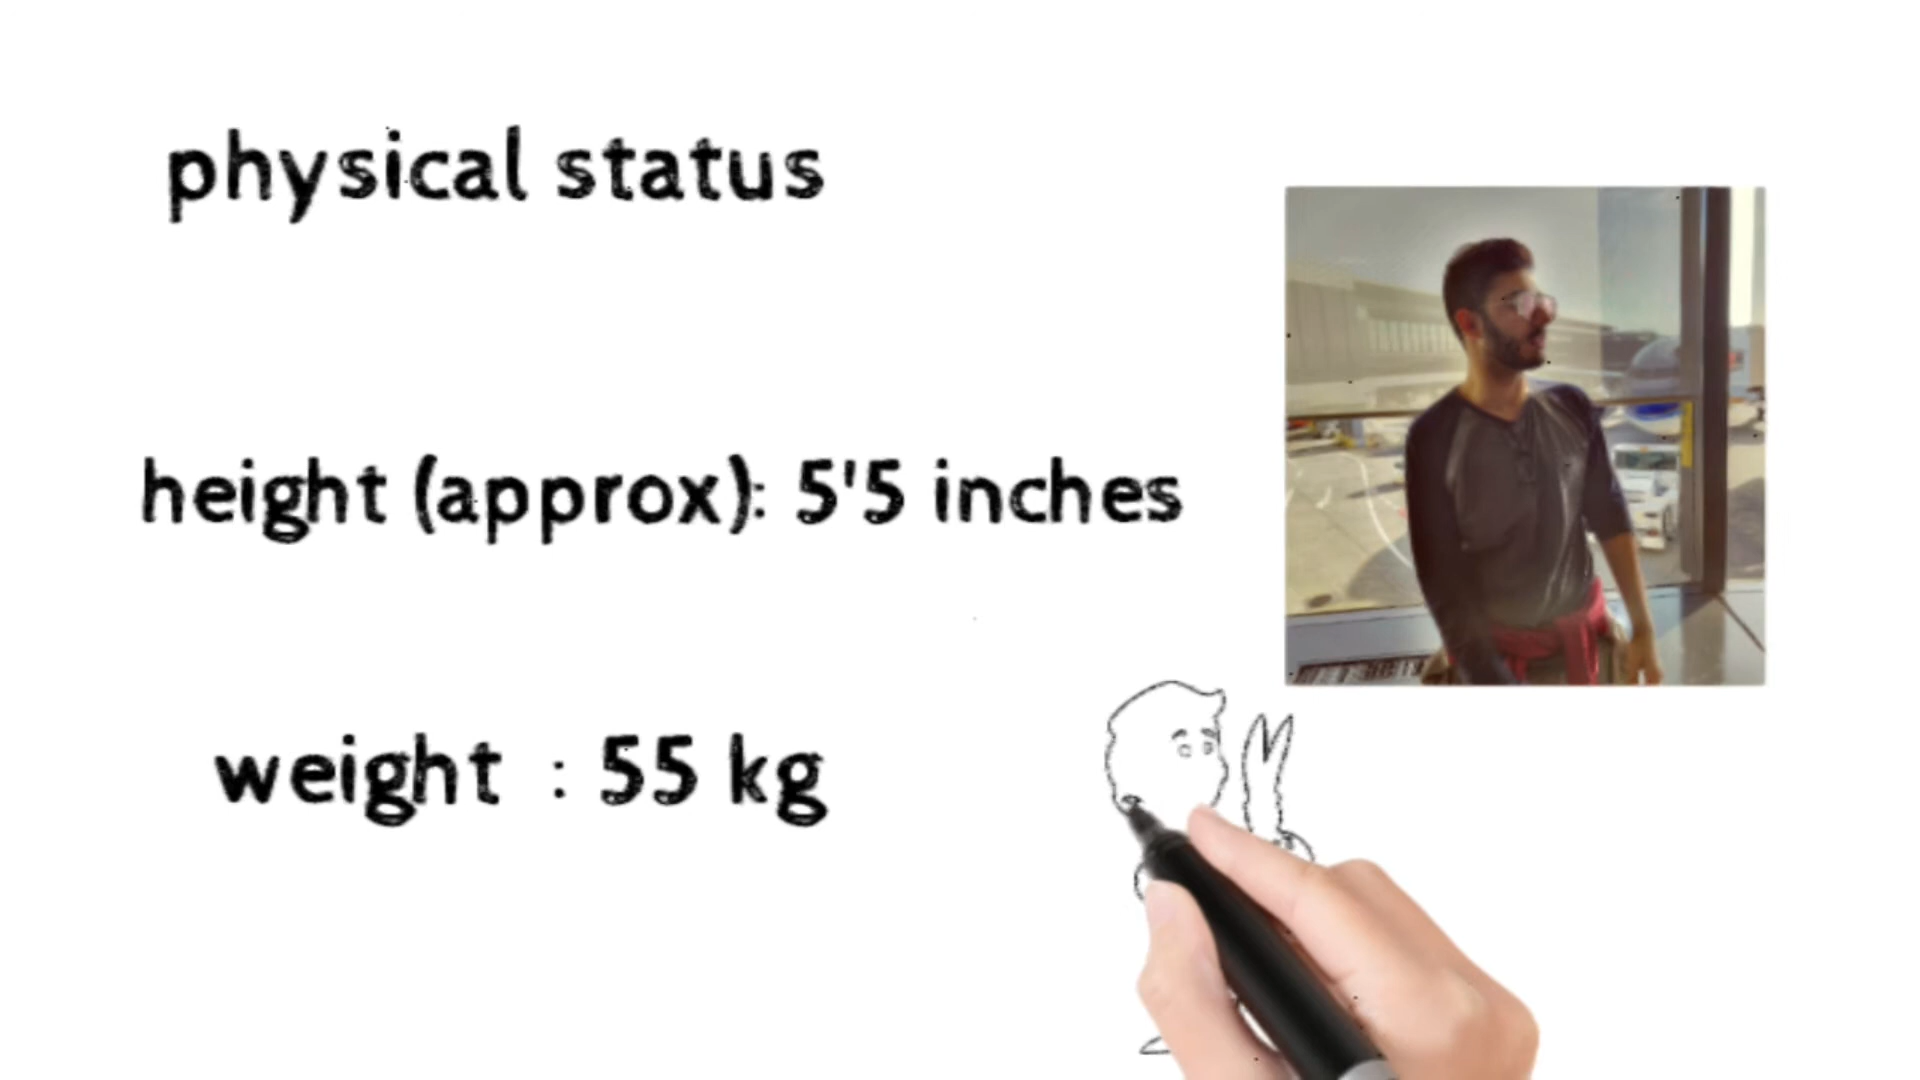 physical status
height (approx): 5'5 inches
weight : 55 kg